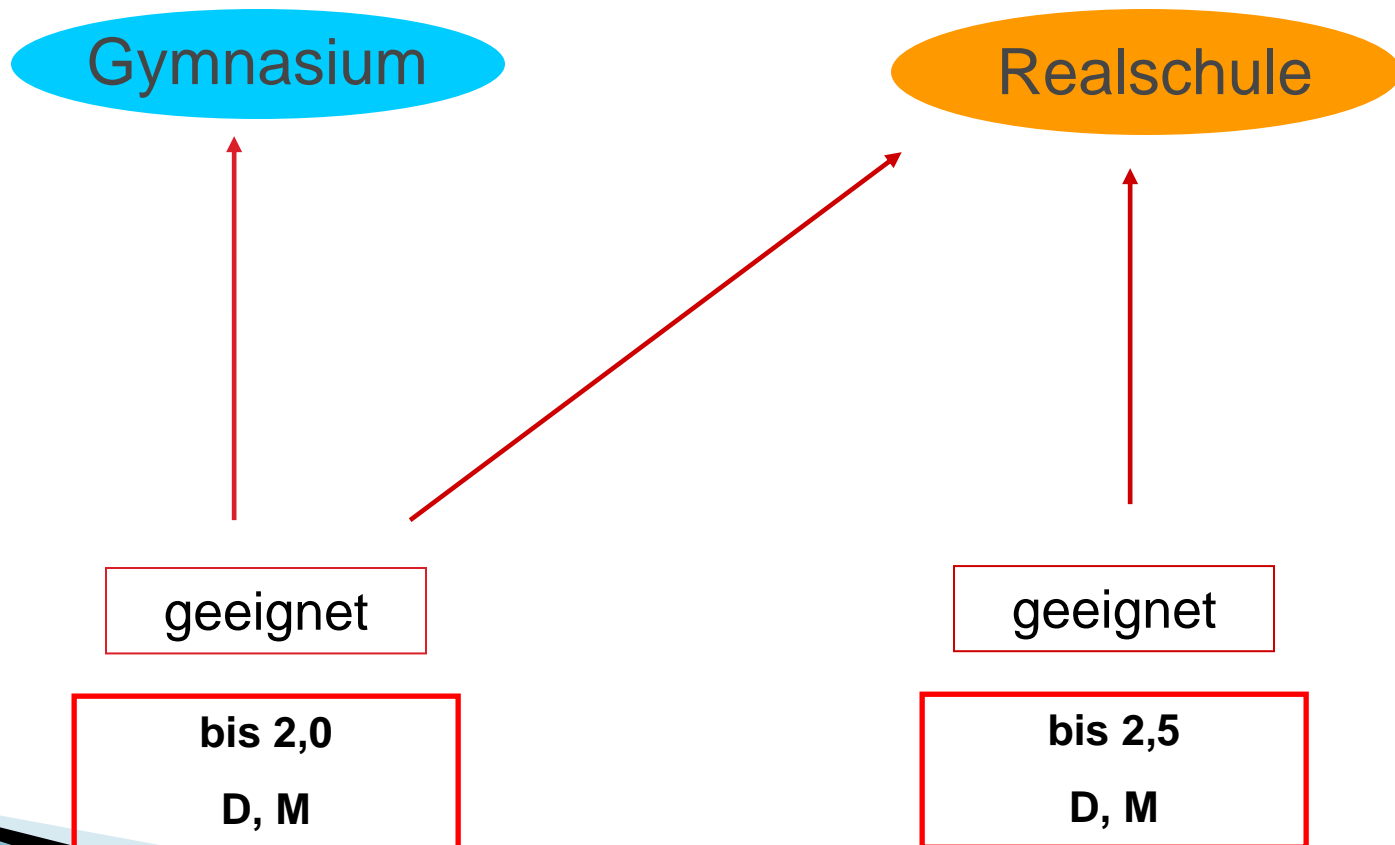 Gymnasium
Realschule
geeignet
geeignet
bis 2,0
D, M
bis 2,5
D, M